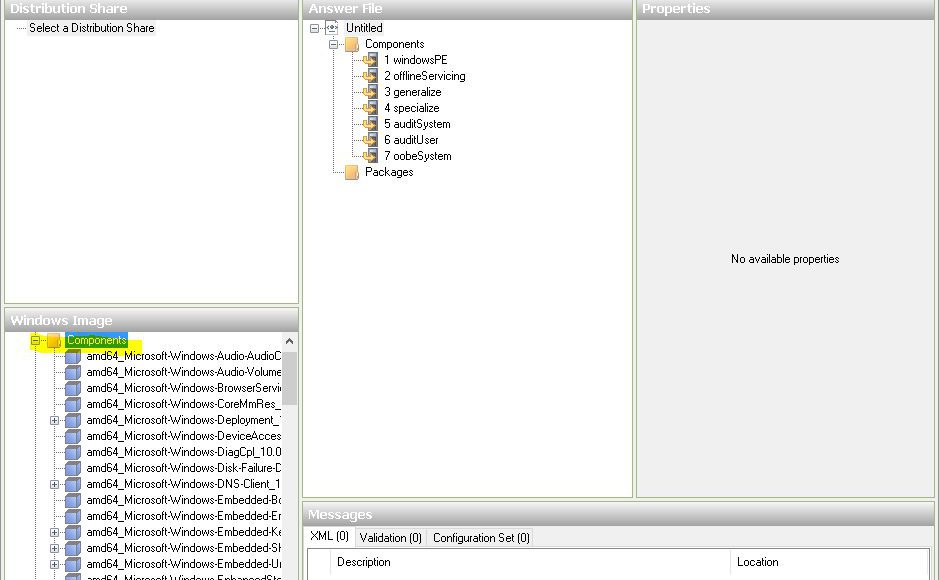 Distribution Share
Select a Distribution Share
Answer File
Untitled
Components
1 windowsPE
2 offlineServicing
3 generalize
4 specialize
5 auditSystem
6 auditUser
7 oobeSystem
Packages
Properties
No available properties
Windows Image
Components
amd64_Microsoft-Windows-Audio-AudioC
amd64_Microsoft-Windows-Audio-Volume
amd64_Microsoft-Windows-BrowserServi
amd64_Microsoft-Windows-CoreMmRes_
amd64_Microsoft-Windows-Deployment_
amd64_Microsoft-Windows-DeviceAcces
amd64_Microsoft-Windows-DiagCpl_10.0
amd64_Microsoft-Windows-Disk-Failure-D
amd64_Microsoft-Windows-DNS-Client_1
amd64_Microsoft-Windows-Embedded-Bo
amd64_Microsoft-Windows-Embedded-Er
amd64_Microsoft-Windows-Embedded-Ke
amd64_Microsoft-Windows-Embedded-Sh
amd64_Microsoft-Windows-Embedded-Ur
amd64_Microsoft-Windows-EnhancedSto
Messages
XML (0) Validation (0) Configuration Set (0)
Description Location